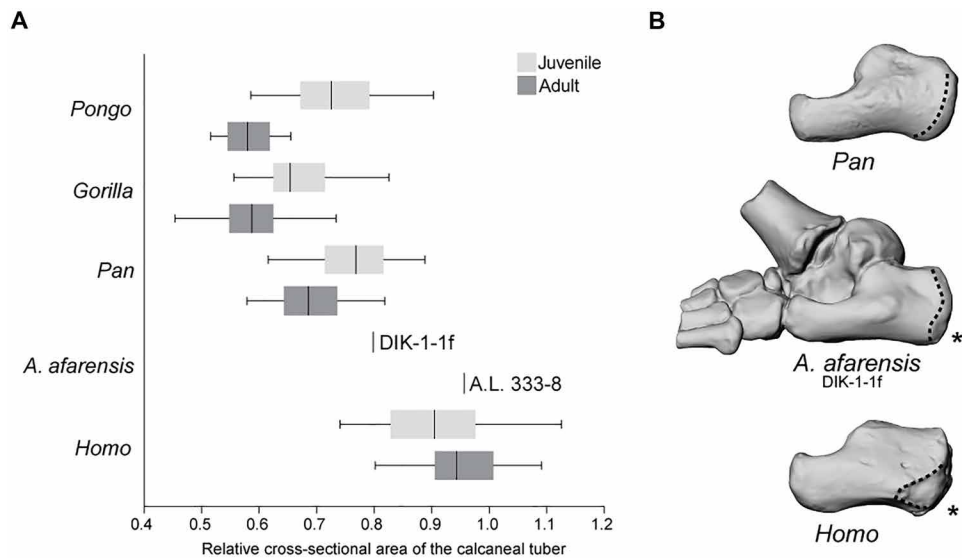 A
B
Juvenile
Adult
Pongo
Gorilla
Pan
A. afarensis
Homo
DIK-1-1f
A.L. 333-8
0.4 0.5 0.6 0.7 0.8 0.9 1.0 1.1 1.2
Relative cross-sectional area of the calcaneal tuber
Pan
*
A. afarensis
DIK-1-1f
*
Homo